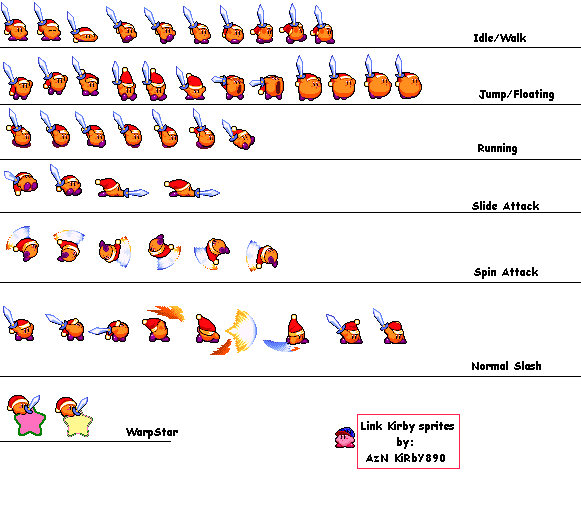 Idle/Walk
Jump/Floating
Running
Slide Attack
Spin Attack
Normal Slash
WarpStar
Link Kirby sprites
by:
AzN KiRbY890